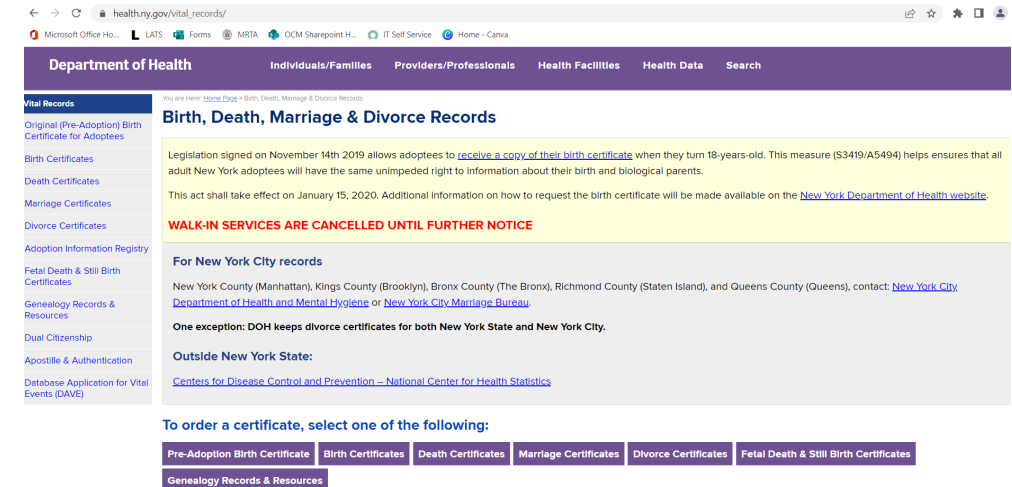 health.ny.gov/vital_records/
Microsoft Office Ho... L LATS Forms MRTA OCM Sharepoint H... IT Self Service Home - Canva
Department of Health Individuals/Families Providers/Professionals Health Facilities Health Data Search
Vital Records
Original (Pre-Adoption) Birth
Certificate for Adoptees
Birth Certificates
Death Certificates
Marriage Certificates
Divorce Certificates
Adoption Information Registry
Fetal Death & Still Birth
Certificates
Genealogy Records &
Resources
Dual Citizenship
Apostille & Authentication
Database Application for Vital
Events (DAVE)
You are Here: Home Page > Birth, Death, Marriage & Divorce Records
Birth, Death, Marriage & Divorce Records
Legislation signed on November 14th 2019 allows adoptees to receive a copy of their birth certificate when they turn 18-years-old. This measure (S3419/A5494) helps ensures that all
adult New York adoptees will have the same unimpeded right to information about their birth and biological parents.
This act shall take effect on January 15, 2020. Additional information on how to request the birth certificate will be made available on the New York Department of Health website.
WALK-IN SERVICES ARE CANCELLED UNTIL FURTHER NOTICE
For New York City records
New York County (Manhattan), Kings County (Brooklyn), Bronx County (The Bronx), Richmond County (Staten Island), and Queens County (Queens), contact: New York City
Department of Health and Mental Hygiene or New York City Marriage Bureau.
One exception: DOH keeps divorce certificates for both New York State and New York City.
Outside New York State:
Centers for Disease Control and Prevention – National Center for Health Statistics
To order a certificate, select one of the following:
Pre-Adoption Birth Certificate Birth Certificates Death Certificates Marriage Certificates Divorce Certificates Fetal Death & Still Birth Certificates
Genealogy Records & Resources